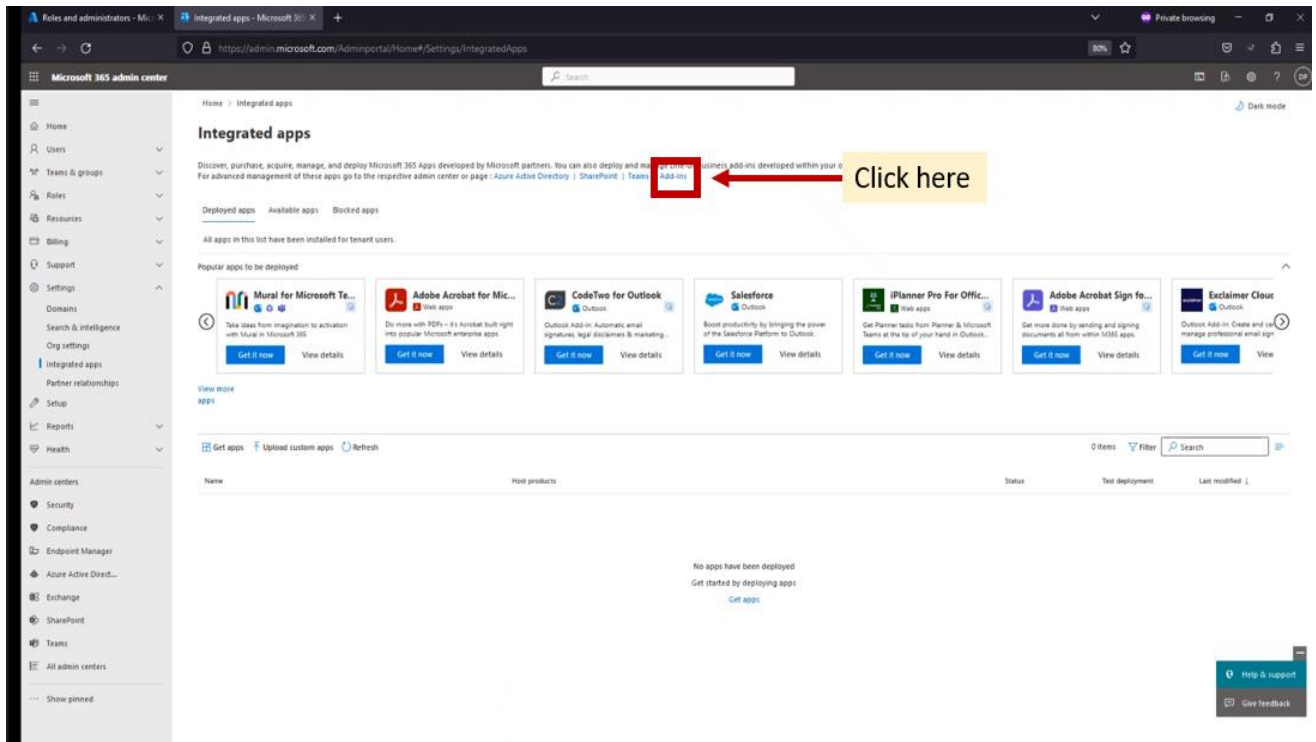 Roles and administrators - Mic
Integrated apps - Microsoft 365
Private browsing
https://admin.microsoft.com/Adminportal/Home#/Settings/IntegratedApps
80%
Microsoft 365 admin center
Search
DP
Home > Integrated apps
Dark mode
Home
Users
Teams & groups
Roles
Resources
Billing
Support
Settings
Domains
Search & intelligence
Org settings
Integrated apps
Partner relationships
Setup
Reports
Health
Admin centers
Security
Compliance
Endpoint Manager
Azure Active Direct...
Exchange
SharePoint
Teams
All admin centers
Show pinned
Integrated apps
Discover, purchase, acquire, manage, and deploy Microsoft 365 Apps developed by Microsoft partners. You can also deploy and manage line-of-business add-ins developed within your o
For advanced management of these apps go to the respective admin center or page : Azure Active Directory | SharePoint | Teams | Add-ins
Click here
Deployed apps Available apps Blocked apps
All apps in this list have been installed for tenant users.
Popular apps to be deployed
Mural for Microsoft Te...
Take ideas from imagination to activation
with Mural in Microsoft 365
Get it now View details
Adobe Acrobat for Mic...
Web apps
Do more with PDFs – it's Acrobat built right
into popular Microsoft enterprise apps
Get it now View details
CodeTwo for Outlook
Outlook
Outlook Add-in: Automatic email
signatures, legal disclaimers & marketing...
Get it now View details
Salesforce
Outlook
Boost productivity by bringing the power
of the Salesforce Platform to Outlook
Get it now View details
iPlanner Pro For Offic...
Web apps
Get Planner tasks from Planner & Microsoft
Teams at the tip of your hand in Outlook...
Get it now View details
Adobe Acrobat Sign fo...
Web apps
Get more done by sending and signing
documents all from within M365 apps
Get it now View details
Exclaimer Clouc
Outlook
Outlook Add-in: Create and
manage professional email sign
Get it now View
View more
apps
Get apps Upload custom apps Refresh
0 items Filter Search
Name Host products Status Test deployment Last modified ↓
No apps have been deployed
Get started by deploying apps
Get apps
Help & support
Give feedback